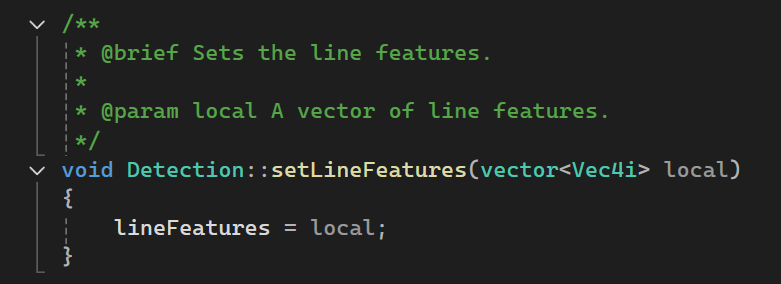 /**
* @brief Sets the line features.
*
* @param local A vector of line features.
*/
void Detection::setLineFeatures(vector<Vec4i> local)
{
lineFeatures = local;
}